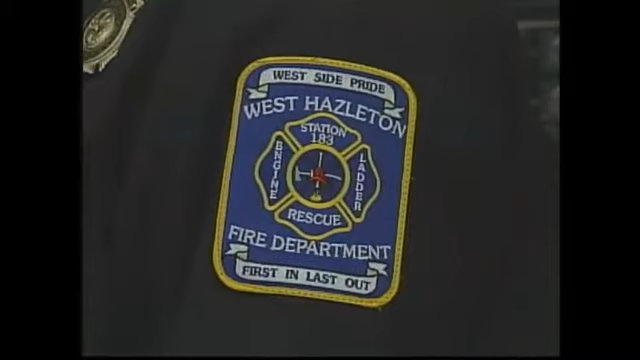 WEST SIDE PRIDE
WEST HAZLETON
STATION
183
ENGINE
LADDER
RESCUE
FIRE DEPARTMENT
FIRST IN LAST OUT